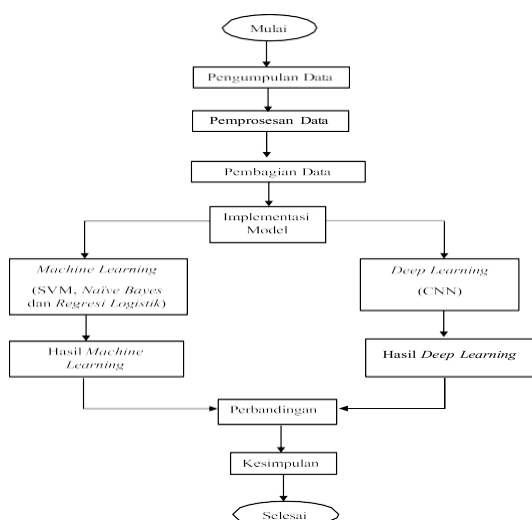 Mulai
Pengumpulan Data
Pemprosesan Data
Pembagian Data
Implementasi
Model
Machine Learning
(SVM, Naïve Bayes
dan Regresi Logistik)
Deep Learning
(CNN)
Hasil Machine
Learning
Hasil Deep Learning
Perbandingan
Kesimpulan
Selesai